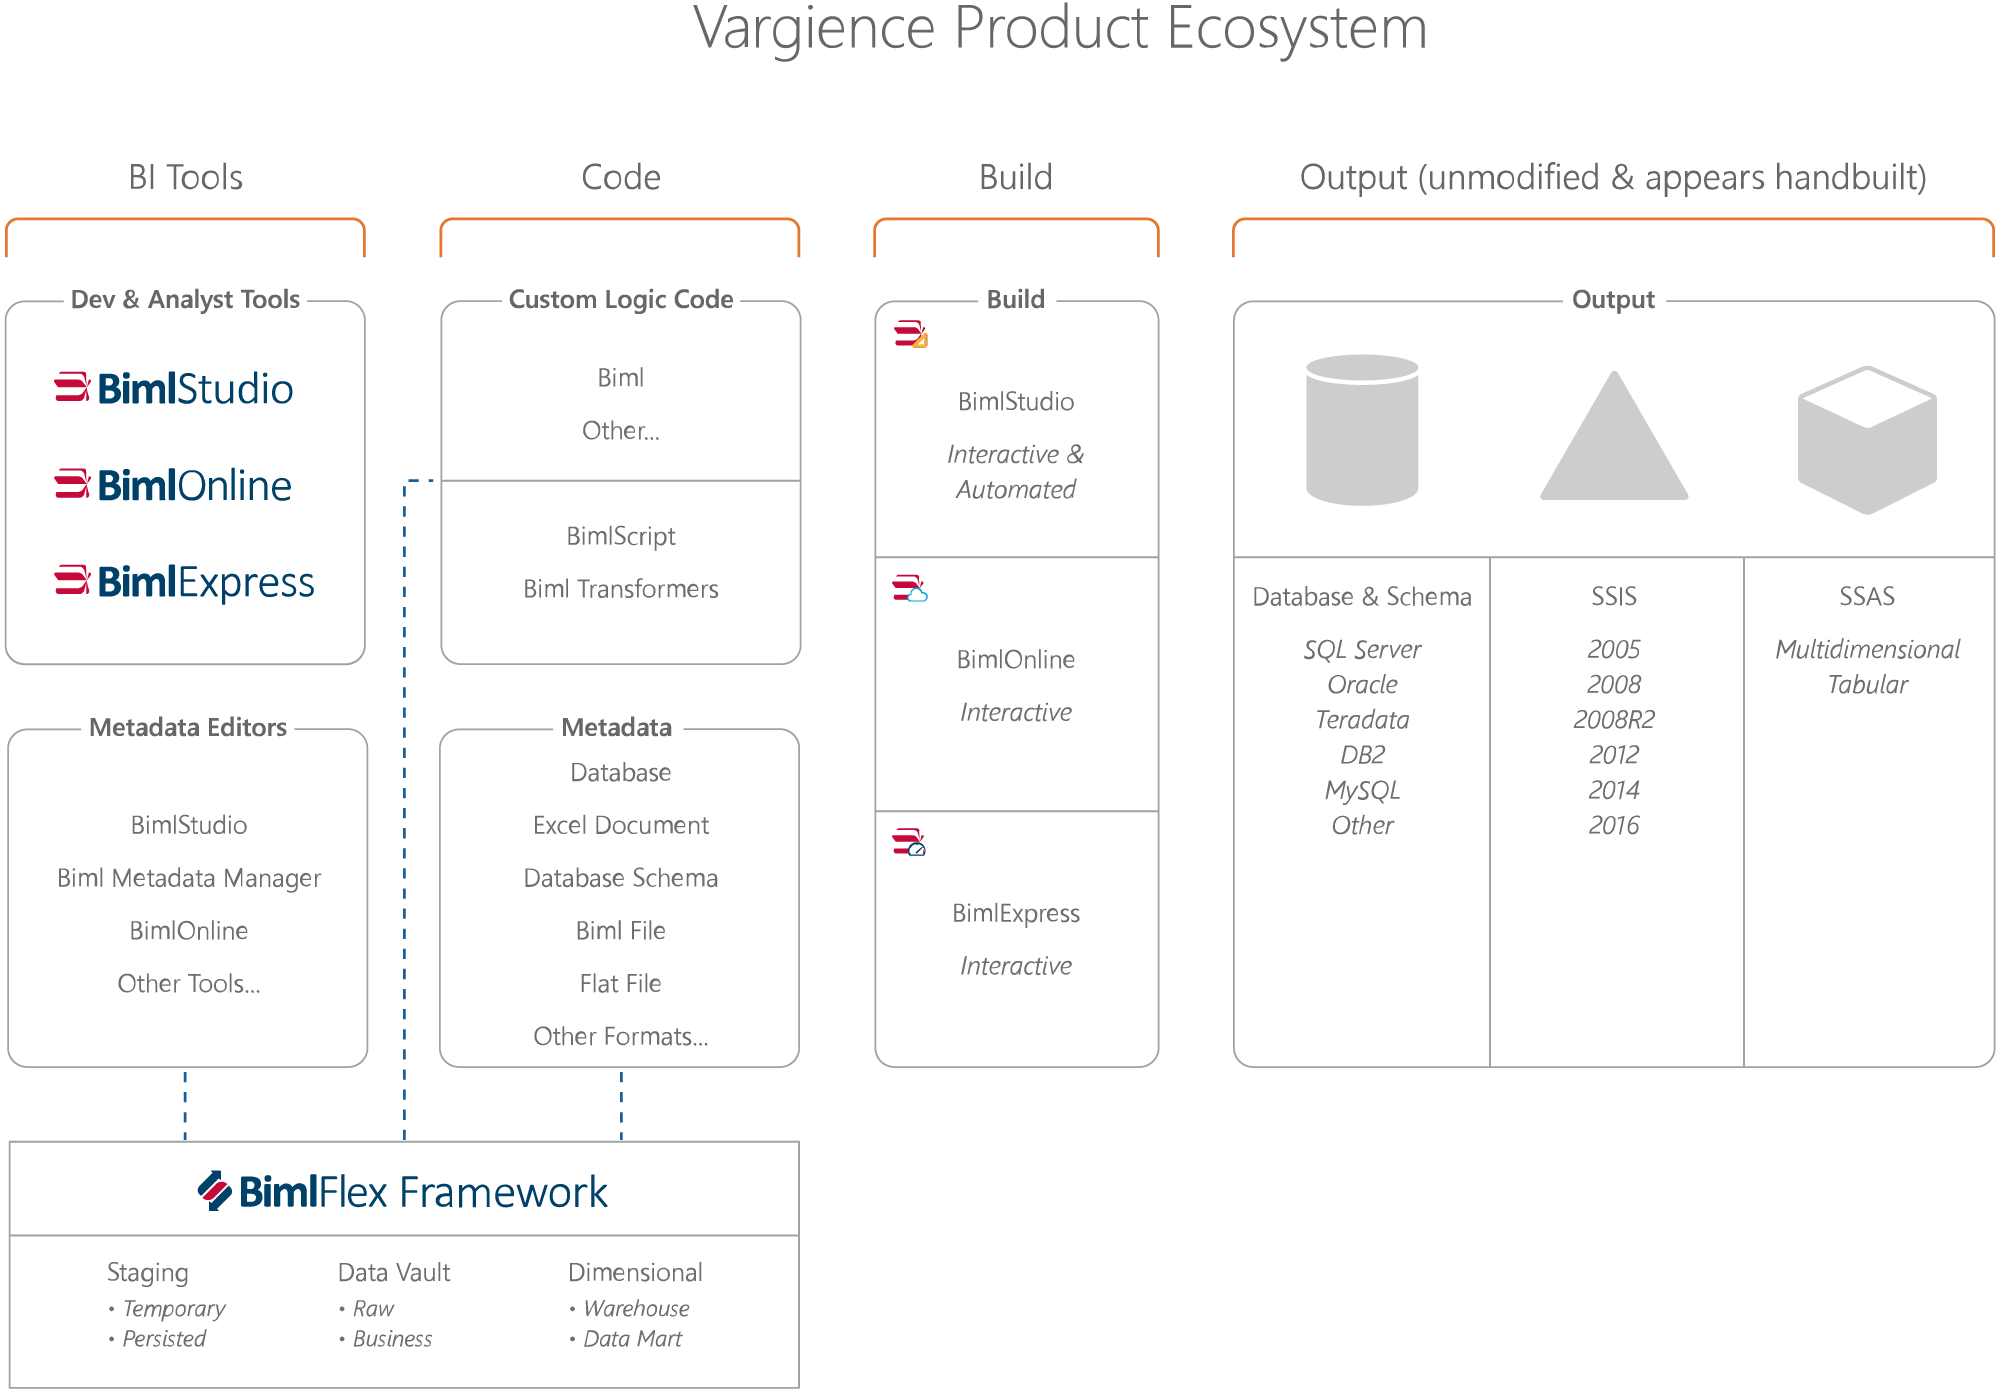 Vargience Product Ecosystem
BI Tools
Code
Build
Output (unmodified & appears handbuilt)
Dev & Analyst Tools
BimlStudio
BimlOnline
BimlExpress
Metadata Editors
BimlStudio
Biml Metadata Manager
BimlOnline
Other Tools...
Custom Logic Code
Biml
Other...
BimlScript
Biml Transformers
Metadata
Database
Excel Document
Database Schema
Biml File
Flat File
Other Formats...
Build
BimlStudio
Interactive &
Automated
BimlOnline
Interactive
BimlExpress
Interactive
Output
Database & Schema
SQL Server
Oracle
Teradata
DB2
MySQL
Other
SSIS
2005
2008
2008R2
2012
2014
2016
SSAS
Multidimensional
Tabular
BimlFlex Framework
Staging
• Temporary
• Persisted
Data Vault
• Raw
• Business
Dimensional
• Warehouse
• Data Mart